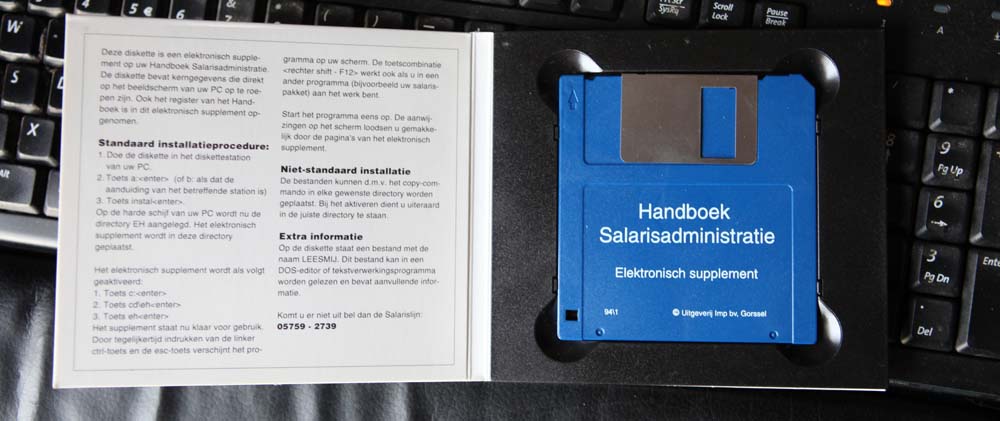 Deze diskette is een elektronisch supple-
ment op uw Handboek Salarisadministratie.
De diskette bevat kerngegevens die direkt
op het beeldscherm van uw PC op te roe-
pen zijn. Ook het register van het Hand-
boek is in dit elektronisch supplement op-
genomen.
Standaard installatieprocedure:
1. Doe de diskette in het diskettestation
van uw PC.
2. Toets a:<enter> (of b: als dat de
aanduiding van het betreffende station is)
3. Toets instal<enter>.
Op de harde schijf van uw PC wordt nu de
directory EH aangelegd. Het elektronisch
supplement wordt in deze directory
geplaatst.
Het elektronisch supplement wordt als volgt
geaktiveerd:
1. Toets c:<enter>
2. Toets cd\eh<enter>
3. Toets eh<enter>
Het supplement staat nu klaar voor gebruik.
Door tegelijkertijd indrukken van de linker
ctrl-toets en de esc-toets verschijnt het pro-
gramma op uw scherm. De toetscombinatie
<rechter shift - F12> werkt ook als u in een
ander programma (bijvoorbeeld uw salaris-
pakket) aan het werk bent.
Start het programma eens op. De aanwij-
zingen op het scherm loodsen u gemakke-
lijk door de pagina's van het elektronisch
supplement.
Niet-standaard installatie
De bestanden kunnen d.m.v. het copy-com-
mando in elke gewenste directory worden
geplaatst. Bij het aktiveren dient u uiteraard
in de juiste directory te staan.
Extra informatie
Op de diskette staat een bestand met de
naam LEESMIJ. Dit bestand kan in een
DOS-editor of tekstverwerkingsprogramma
worden gelezen en bevat aanvullende infor-
matie.
Komt u er niet uit bel dan de Salarislijn:
05759 - 2739
Handboek
Salarisadministratie
Elektronisch supplement
94\1 © Uitgeverij Imp bv, Gorssel
W
S
X
Alt
4
5 €
6
&
7
PrtScr
SysRq
Scroll
Lock
Pause
Break
A
*
9
Pg Up
6
3
Pg Dn
Enter
Del